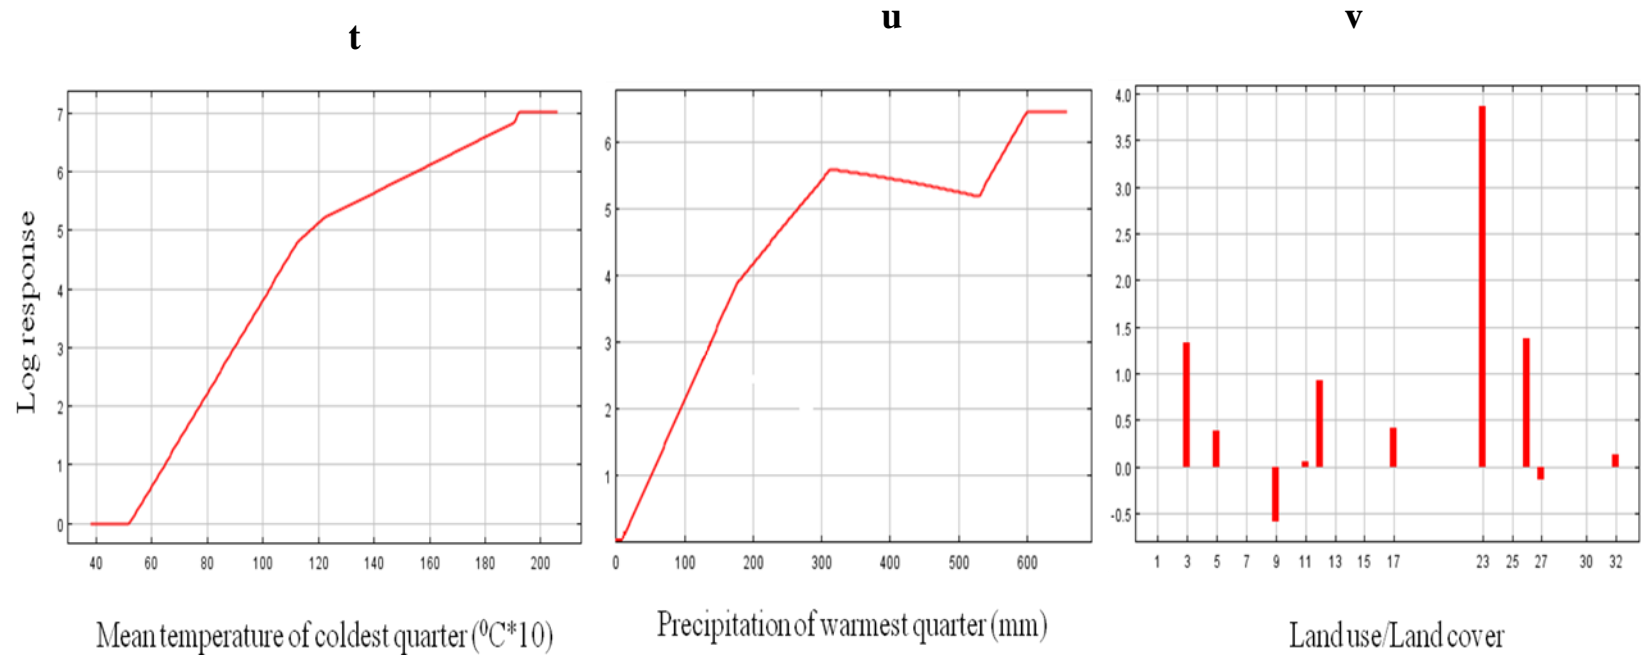 t
u
v
Log response
7
6
5
4
3
2
1
0
40 60 80 100 120 140 160 180 200
Mean temperature of coldest quarter (⁰C*10)
6
5
4
3
2
1
0 100 200 300 400 500 600
Precipitation of warmest quarter (mm)
4.0
3.5
3.0
2.5
2.0
1.5
1.0
0.5
0.0
-0.5
1 3 5 7 9 11 13 15 17 23 25 27 30 32
Land use/Land cover